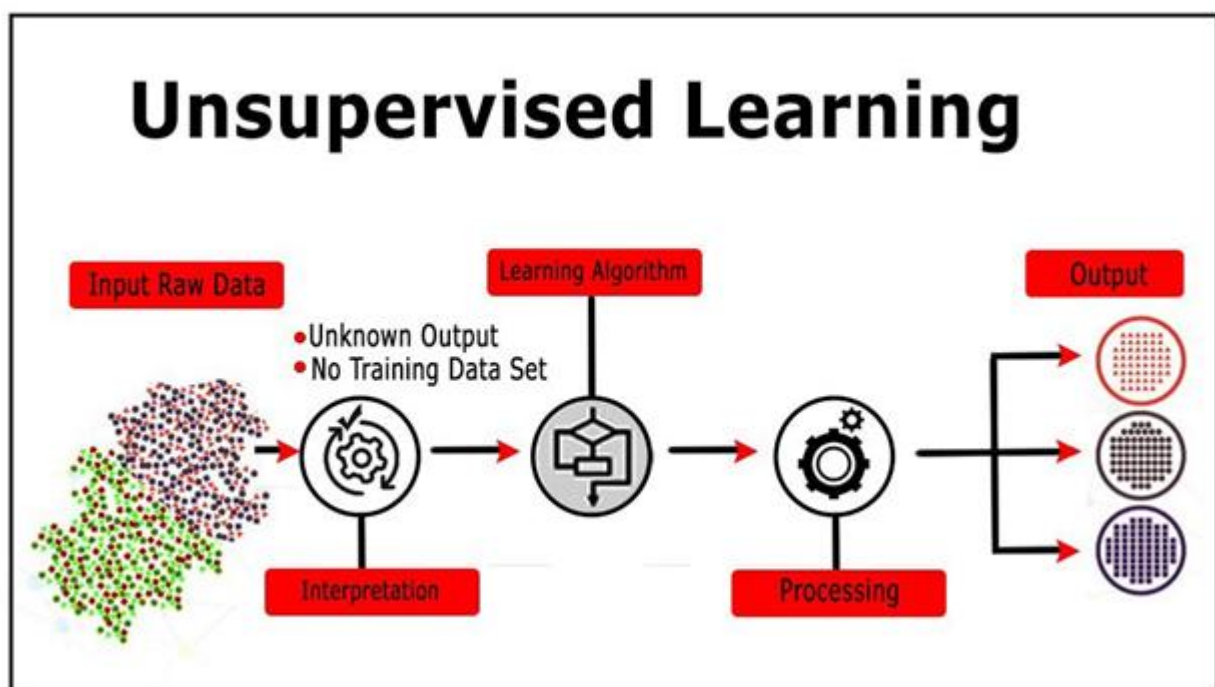 Unsupervised Learning
Input Raw Data
Learning Algorithm
Output
Unknown Output
No Training Data Set
Interpretation
Processing